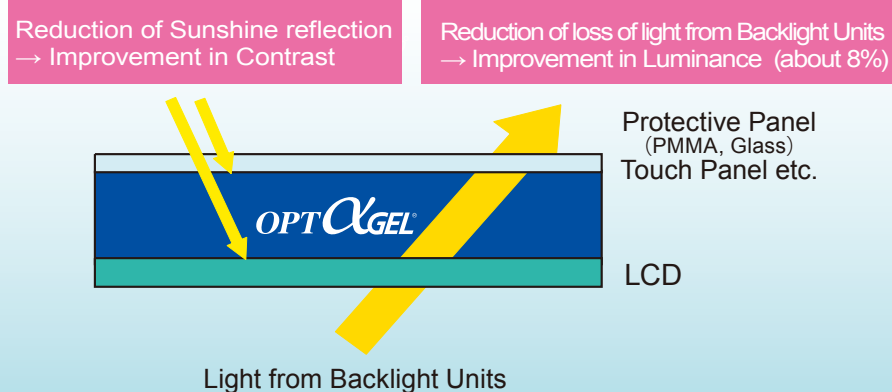 Reduction of Sunshine reflection
→ Improvement in Contrast
Reduction of loss of light from Backlight Units
→ Improvement in Luminance (about 8%)
Protective Panel
（PMMA, Glass）
Touch Panel etc.
OPTαGEL®
LCD
Light from Backlight Units